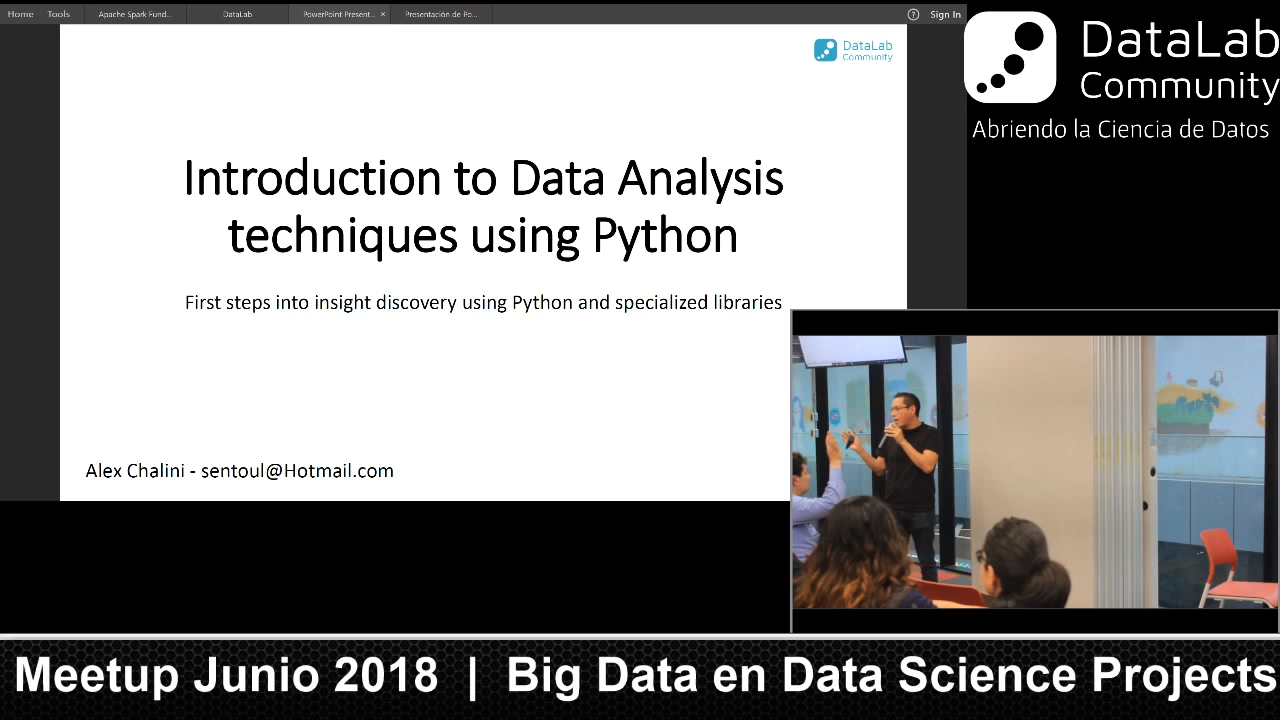 Home Tools Apache Spark Fund... DataLab PowerPoint Present... × Presentación de Po... ? Sign In
DataLab
Community
DataLab
Community
Abriendo la Ciencia de Datos
Introduction to Data Analysis
techniques using Python
First steps into insight discovery using Python and specialized libraries
Alex Chalini - sentoul@Hotmail.com
Meetup Junio 2018 | Big Data en Data Science Projects